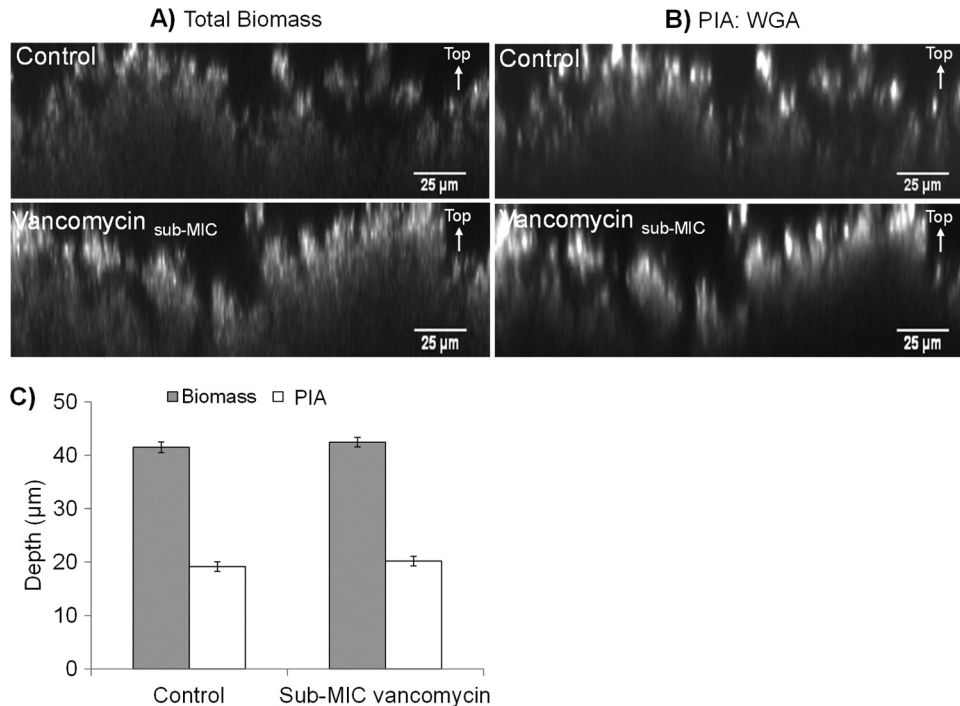 A) Total Biomass
B) PIA: WGA
Control
Top
25 µm
Control
Top
25 µm
Vancomycin sub-MIC
Top
25 µm
Vancomycin sub-MIC
Top
25 µm
C)
Biomass
PIA
Depth (µm)
50
40
30
20
10
0
Control
Sub-MIC vancomycin